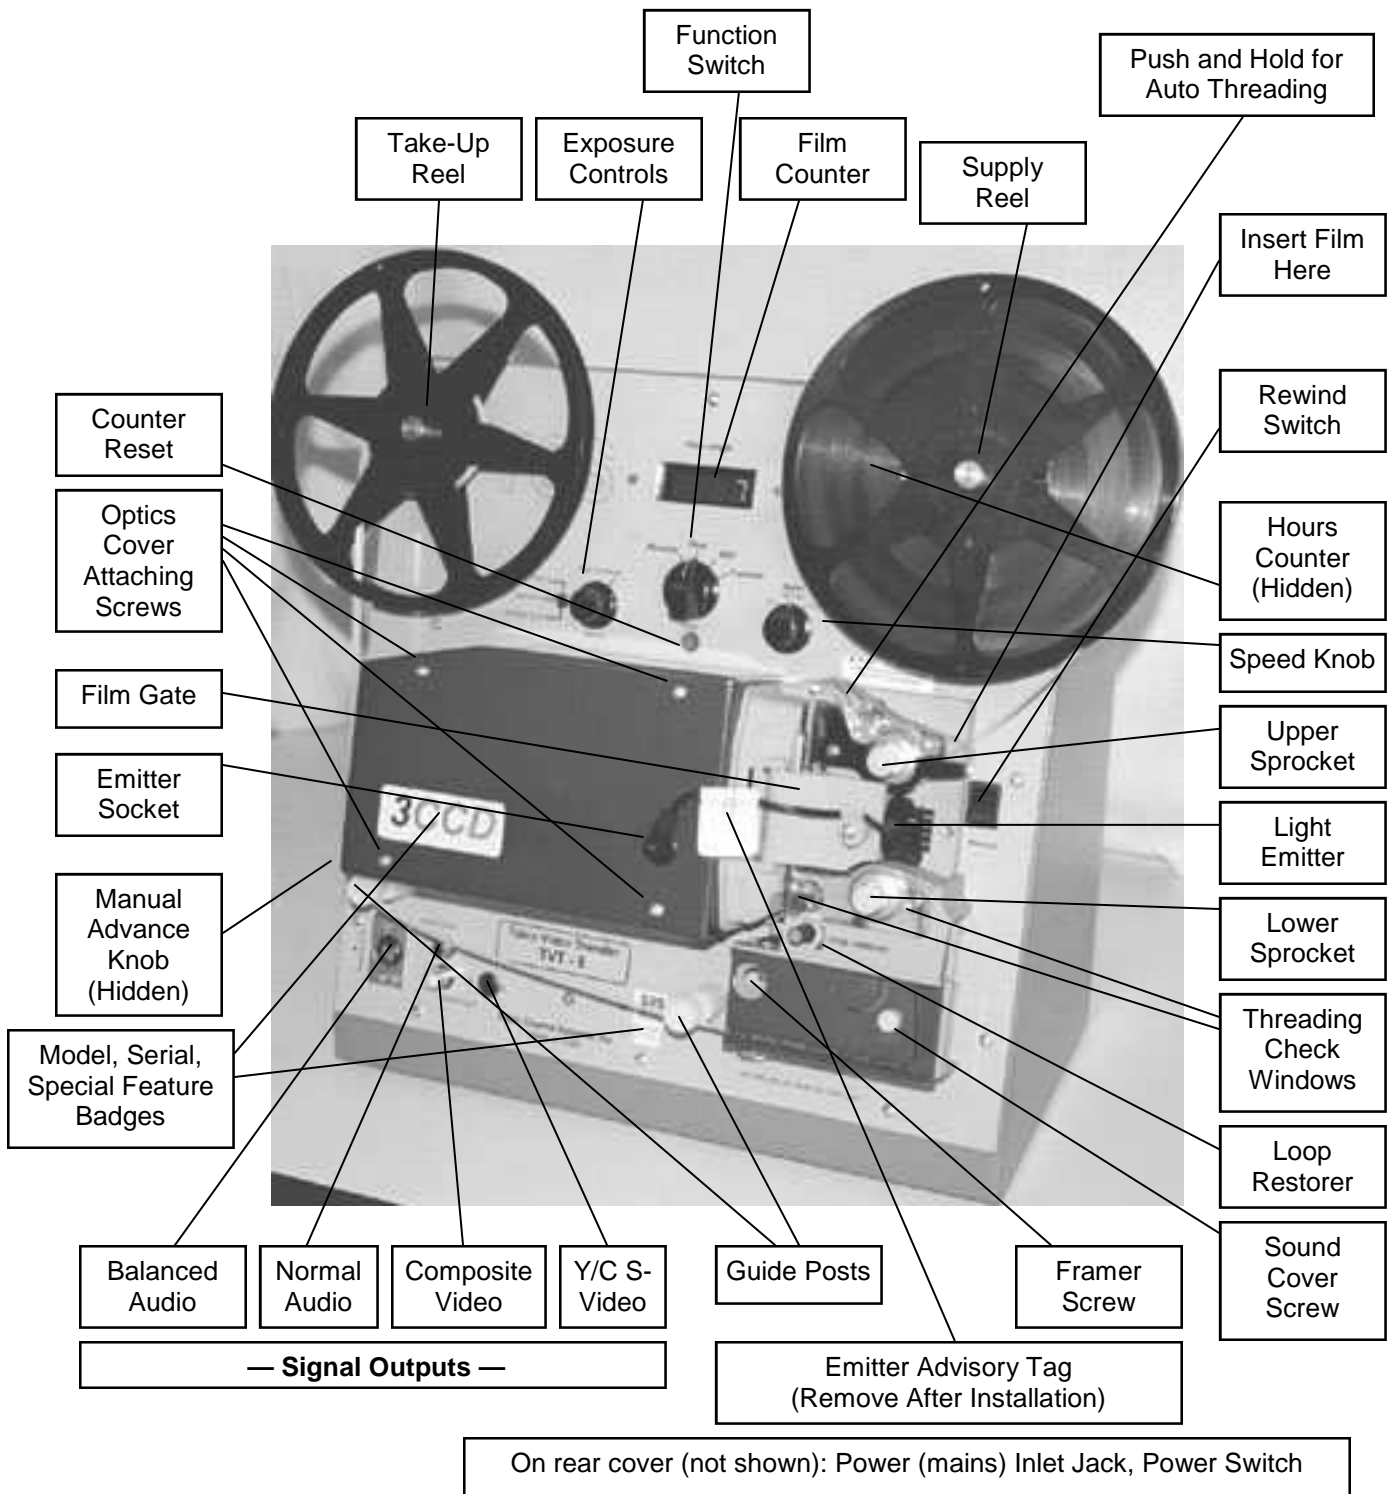 Function
Switch
Push and Hold for
Auto Threading
Take-Up
Reel
Exposure
Controls
Film
Counter
Supply
Reel
Insert Film
Here
Rewind
Switch
Counter
Reset
Optics
Cover
Attaching
Screws
Hours
Counter
(Hidden)
Speed Knob
Film Gate
Upper
Sprocket
Emitter
Socket
3CCD
Light
Emitter
Manual
Advance
Knob
(Hidden)
Lower
Sprocket
Threading
Check
Windows
Model, Serial,
Special Feature
Badges
Loop
Restorer
Balanced
Audio
Normal
Audio
Composite
Video
Y/C S-
Video
Guide Posts
Framer
Screw
Sound
Cover
Screw
— Signal Outputs —
Emitter Advisory Tag
(Remove After Installation)
On rear cover (not shown): Power (mains) Inlet Jack, Power Switch